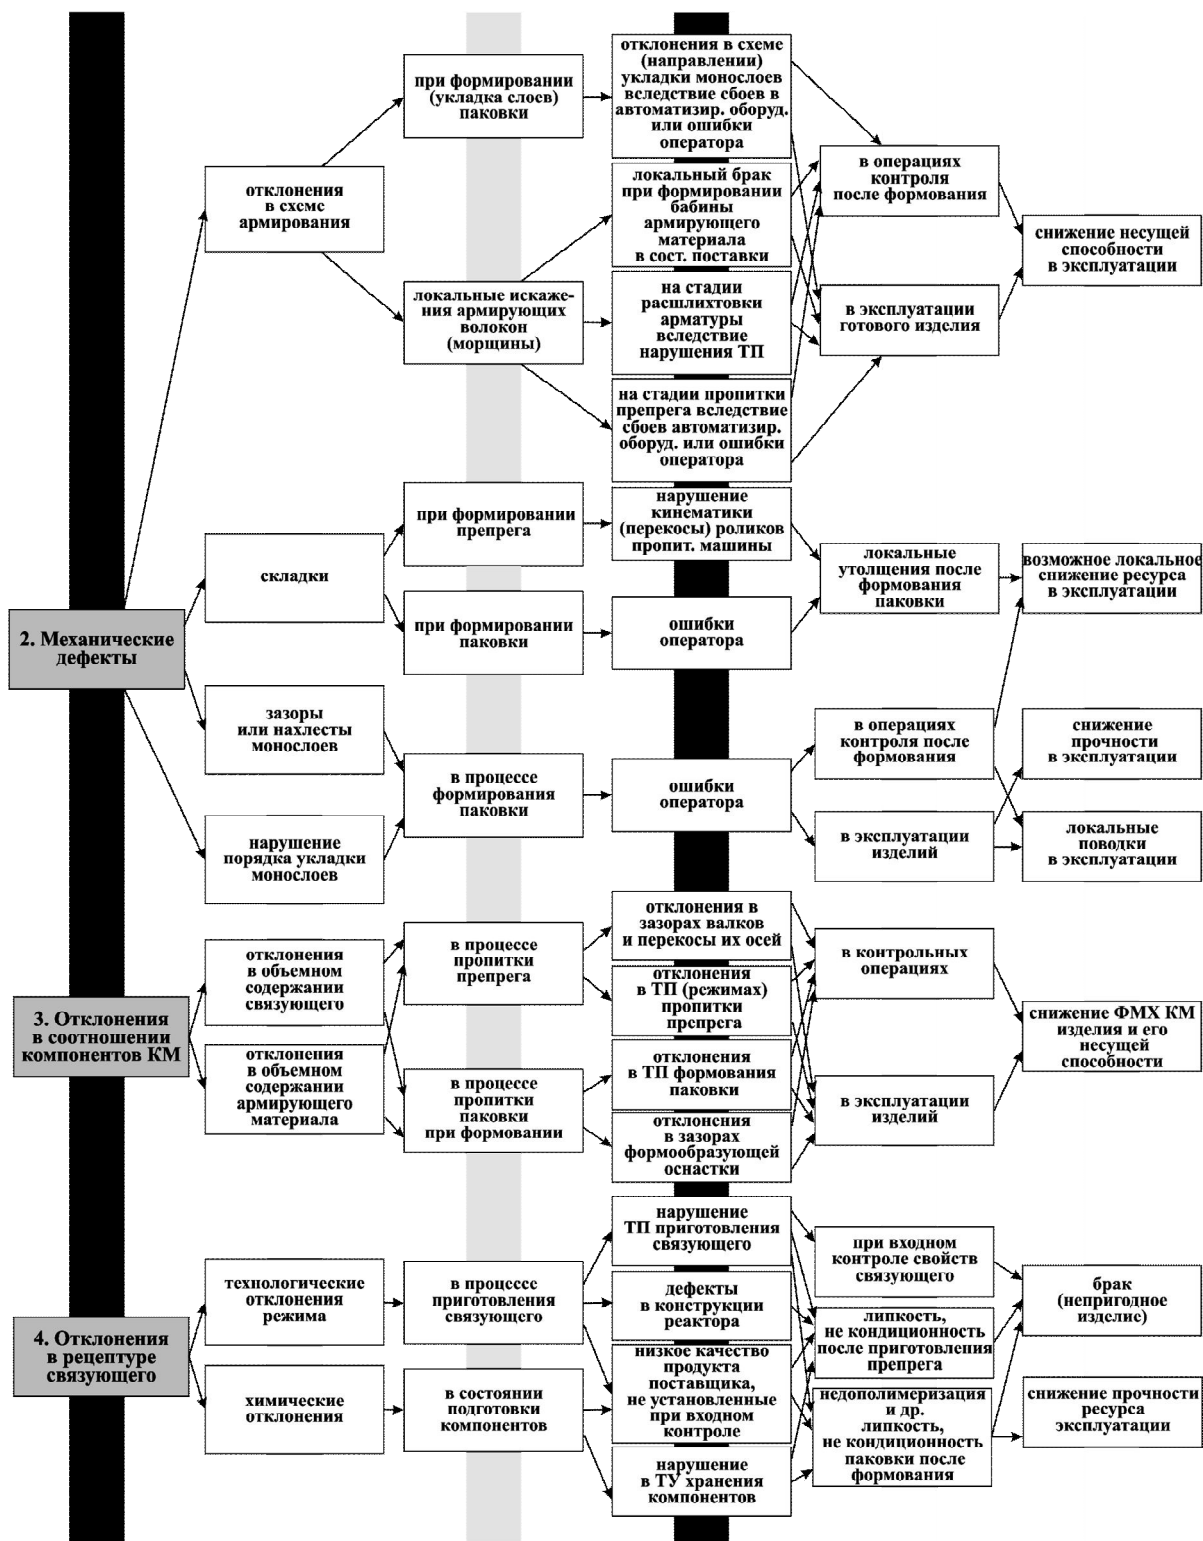 отклонения в схеме
(направлении)
укладки монослоев
вследствие сбоев в
автоматизир. оборуд.
или ошибки
оператора
при формировании
(укладка слоев)
паковки
в операциях
контроля
после формования
локальный брак
при формировании
бабины
армирующего
материала
в сост. поставки
отклонения
в схеме
армирования
снижение несущей
способности
в эксплуатации
локальные искаже-
ния армирующих
волокон
(морщины)
на стадии
расшлихтовки
арматуры
вследствие
нарушения ТП
в эксплуатации
готового изделия
на стадии пропитки
препрега вследствие
сбоев автоматизир.
оборуд. или ошибки
оператора
при формировании
препрега
нарушение
кинематики
(перекосы) роликов
пропит. машины
складки
локальные
утолщения после
формования
паковки
возможное локальное
снижение ресурса
в эксплуатации
2. Механические
дефекты
при формировании
паковки
ошибки
оператора
зазоры
или нахлесты
монослоев
в операциях
контроля после
формования
снижение
прочности
в эксплуатации
в процессе
формирования
паковки
ошибки
оператора
нарушение
порядка укладки
монослоев
в эксплуатации
изделий
локальные
поводки
в эксплуатации
отклонения в
зазорах валков
и перекосы их осей
в процессе
пропитки
препрега
в контрольных
операциях
отклонения
в объемном
содержании
связующего
отклонения
в ТП (режимах)
пропитки
препрега
3. Отклонения
в соотношении
компонентов КМ
снижение ФМХ КМ
изделия и его
несущей
способности
отклонения
в объемном
содержании
армирующего
материала
отклонения
в ТП формования
паковки
в процессе
пропитки
паковки
при формовании
в эксплуатации
изделий
отклонения
в зазорах
формообразующей
оснастки
нарушение
ТП приготовления
связующего
при входном
контроле свойств
связующего
технологические
отклонения
режима
в процессе
приготовления
связующего
дефекты
в конструкции
реактора
брак
(непригодное
изделие)
4. Отклонения
в рецептуре
связующего
липкость,
не кондиционность
после приготовления
препрега
низкое качество
продукта
поставщика,
не установленные
при входном
контроле
химические
отклонения
в состоянии
подготовки
компонентов
недополимеризация
и др.
липкость,
не кондиционность
паковки после
формования
снижение прочности
ресурса
эксплуатации
нарушение
в ТУ хранения
компонентов